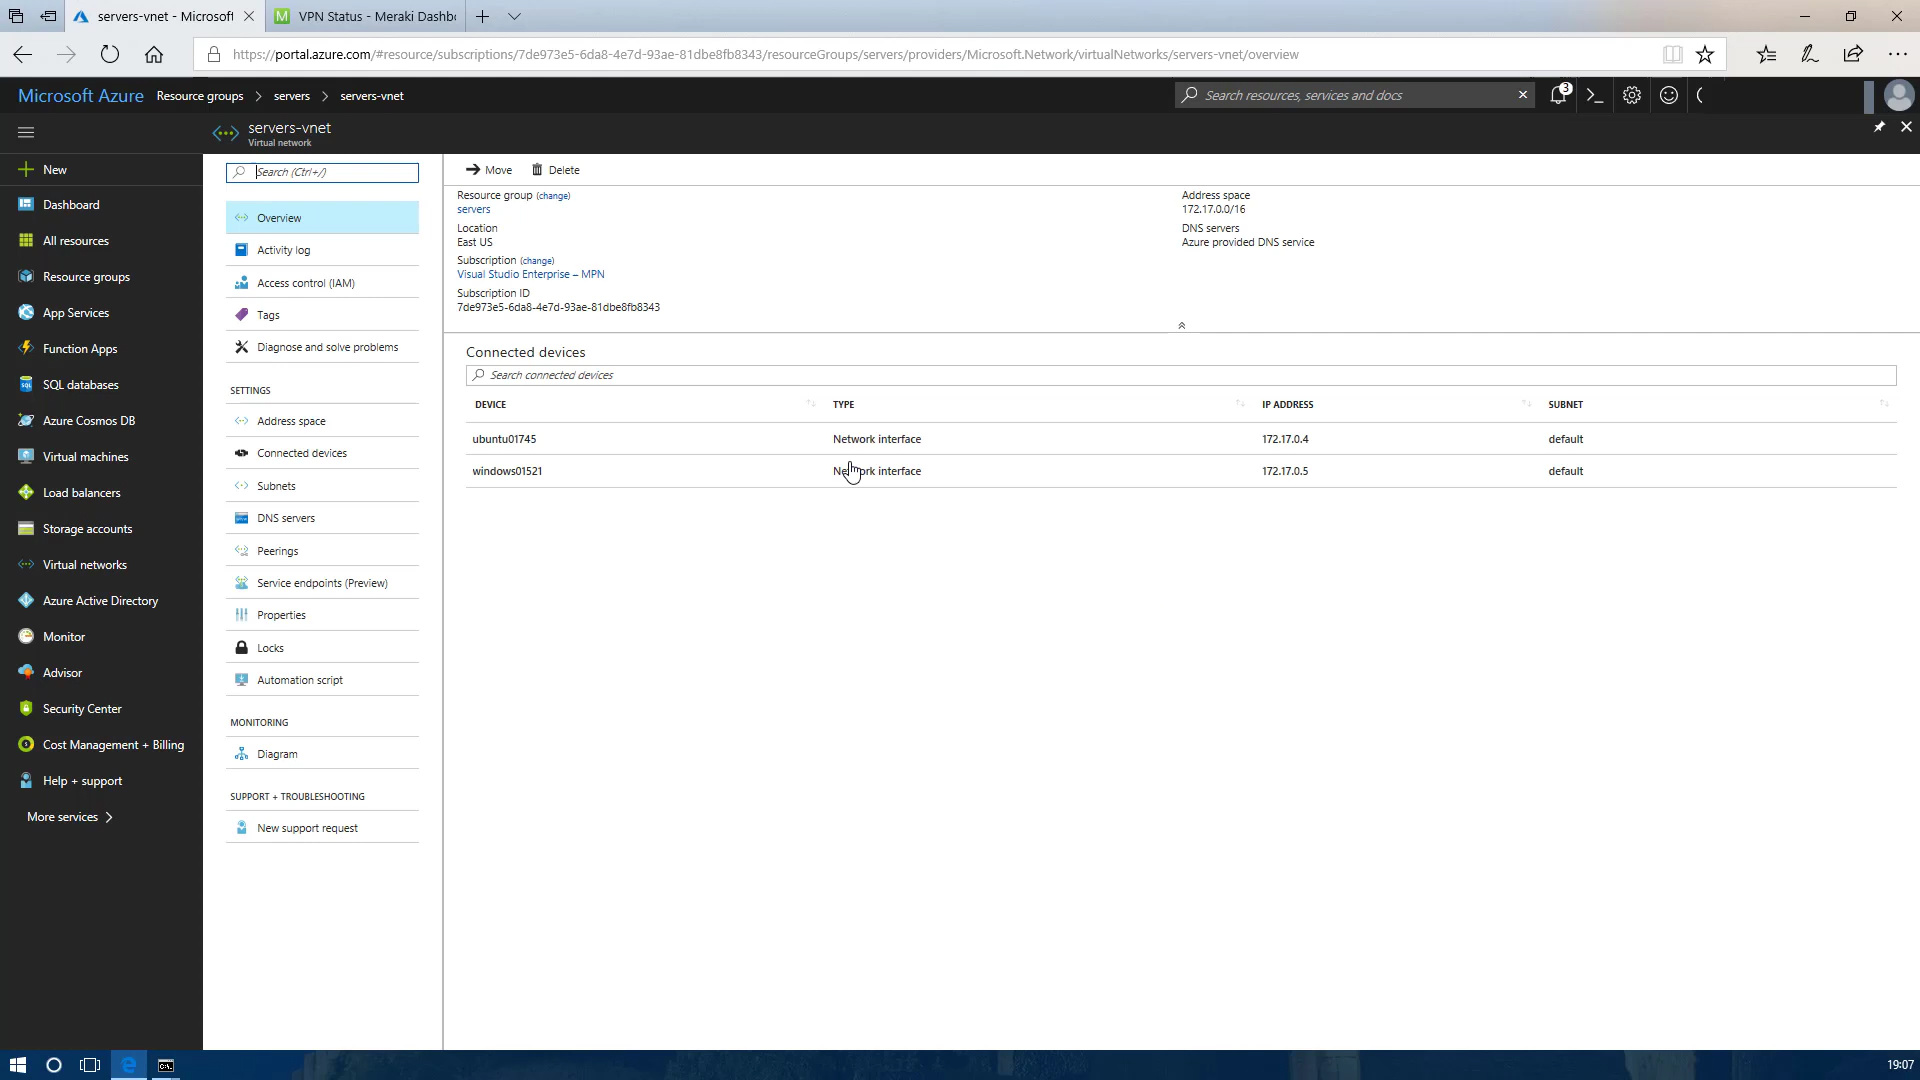 servers-vnet - Microsoft
VPN Status - Meraki Dashbo
https://portal.azure.com/#resource/subscriptions/7de973e5-6da8-4e7d-93ae-81dbe8fb8343/resourceGroups/servers/providers/Microsoft.Network/virtualNetworks/servers-vnet/overview
Microsoft Azure Resource groups > servers > servers-vnet
Search resources, services and docs
3
servers-vnet
Virtual network
New
Dashboard
All resources
Resource groups
App Services
Function Apps
SQL databases
Azure Cosmos DB
Virtual machines
Load balancers
Storage accounts
Virtual networks
Azure Active Directory
Monitor
Advisor
Security Center
Cost Management + Billing
Help + support
More services >
Search (Ctrl+/)
Overview
Activity log
Access control (IAM)
Tags
Diagnose and solve problems
SETTINGS
Address space
Connected devices
Subnets
DNS servers
Peerings
Service endpoints (Preview)
Properties
Locks
Automation script
MONITORING
Diagram
SUPPORT + TROUBLESHOOTING
New support request
Move Delete
Resource group (change)
servers
Location
East US
Subscription (change)
Visual Studio Enterprise – MPN
Subscription ID
7de973e5-6da8-4e7d-93ae-81dbe8fb8343
Address space
172.17.0.0/16
DNS servers
Azure provided DNS service
Connected devices
Search connected devices
DEVICE TYPE IP ADDRESS SUBNET
ubuntu01745 Network interface 172.17.0.4 default
windows01521 Network interface 172.17.0.5 default
19:07